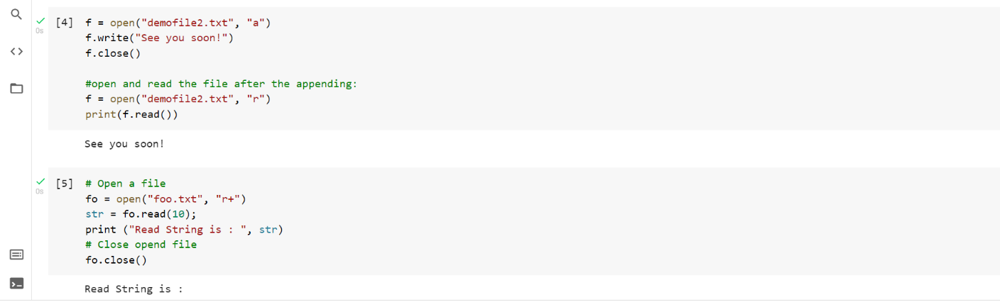 [4] f = open("demofile2.txt", "a")
0s
f.write("See you soon!")
f.close()
#open and read the file after the appending:
f = open("demofile2.txt", "r")
print(f.read())
See you soon!
[5] # Open a file
0s
fo = open("foo.txt", "r+")
str = fo.read(10);
print ("Read String is : ", str)
# Close opend file
fo.close()
Read String is :